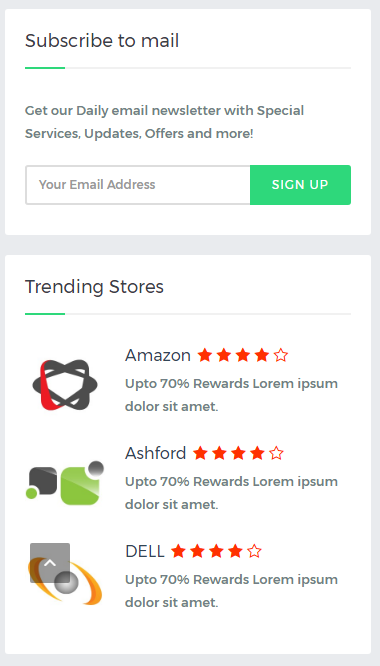 Subscribe to mail
Get our Daily email newsletter with Special
Services, Updates, Offers and more!
Your Email Address
SIGN UP
Trending Stores
Amazon
Upto 70% Rewards Lorem ipsum
dolor sit amet.
Ashford
Upto 70% Rewards Lorem ipsum
dolor sit amet.
DELL
Upto 70% Rewards Lorem ipsum
dolor sit amet.